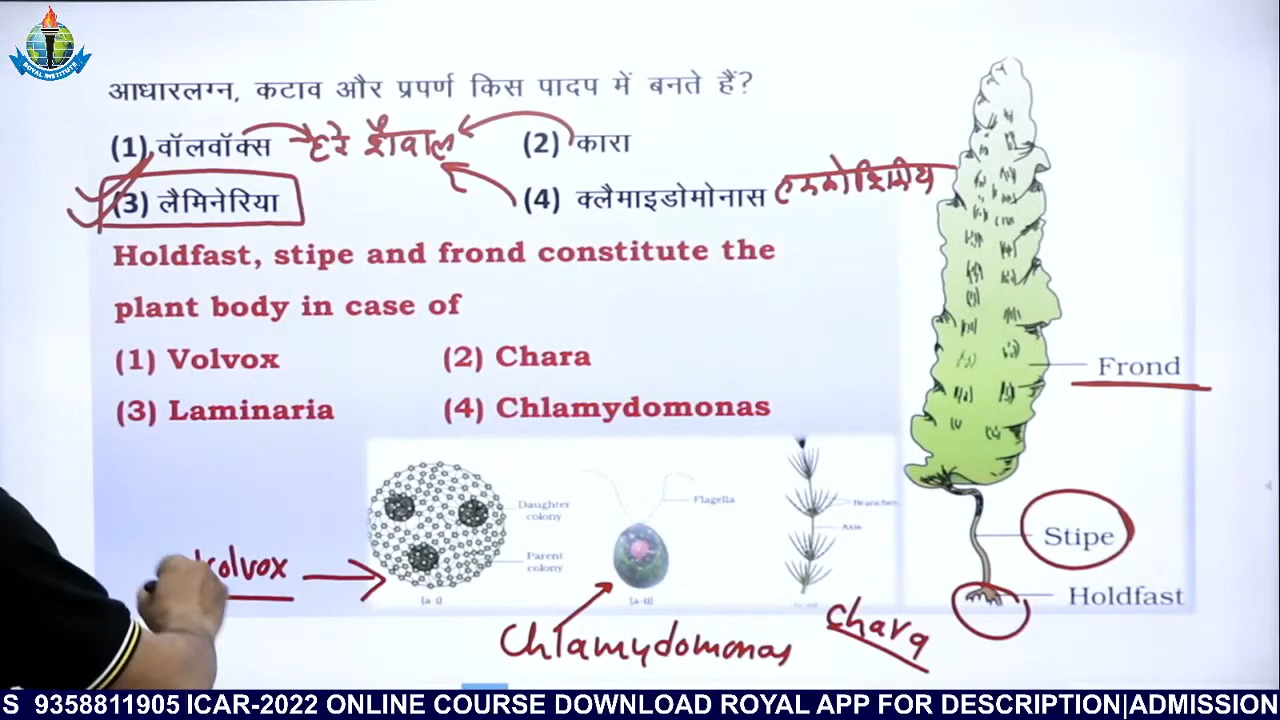 ROYAL INSTITUTE
आधारलग्न, कटाव और प्रपर्ण किस पादप में बनते हैं?
(1) वॉलवॉक्स हरे शैवाल (2) कारा
(3) लैमिनेरिया (4) क्लैमाइडोमोनास
Holdfast, stipe and frond constitute the
plant body in case of
(1) Volvox (2) Chara
(3) Laminaria (4) Chlamydomonas
Frond
Stipe
Holdfast
Daughter
colony
Parent
colony
(a-i)
Flagella
(a-ii)
Branches
Axis
volvox
Chlamydomonas
Chara
S 9358811905 ICAR-2022 ONLINE COURSE DOWNLOAD ROYAL APP FOR DESCRIPTION|ADMISSION